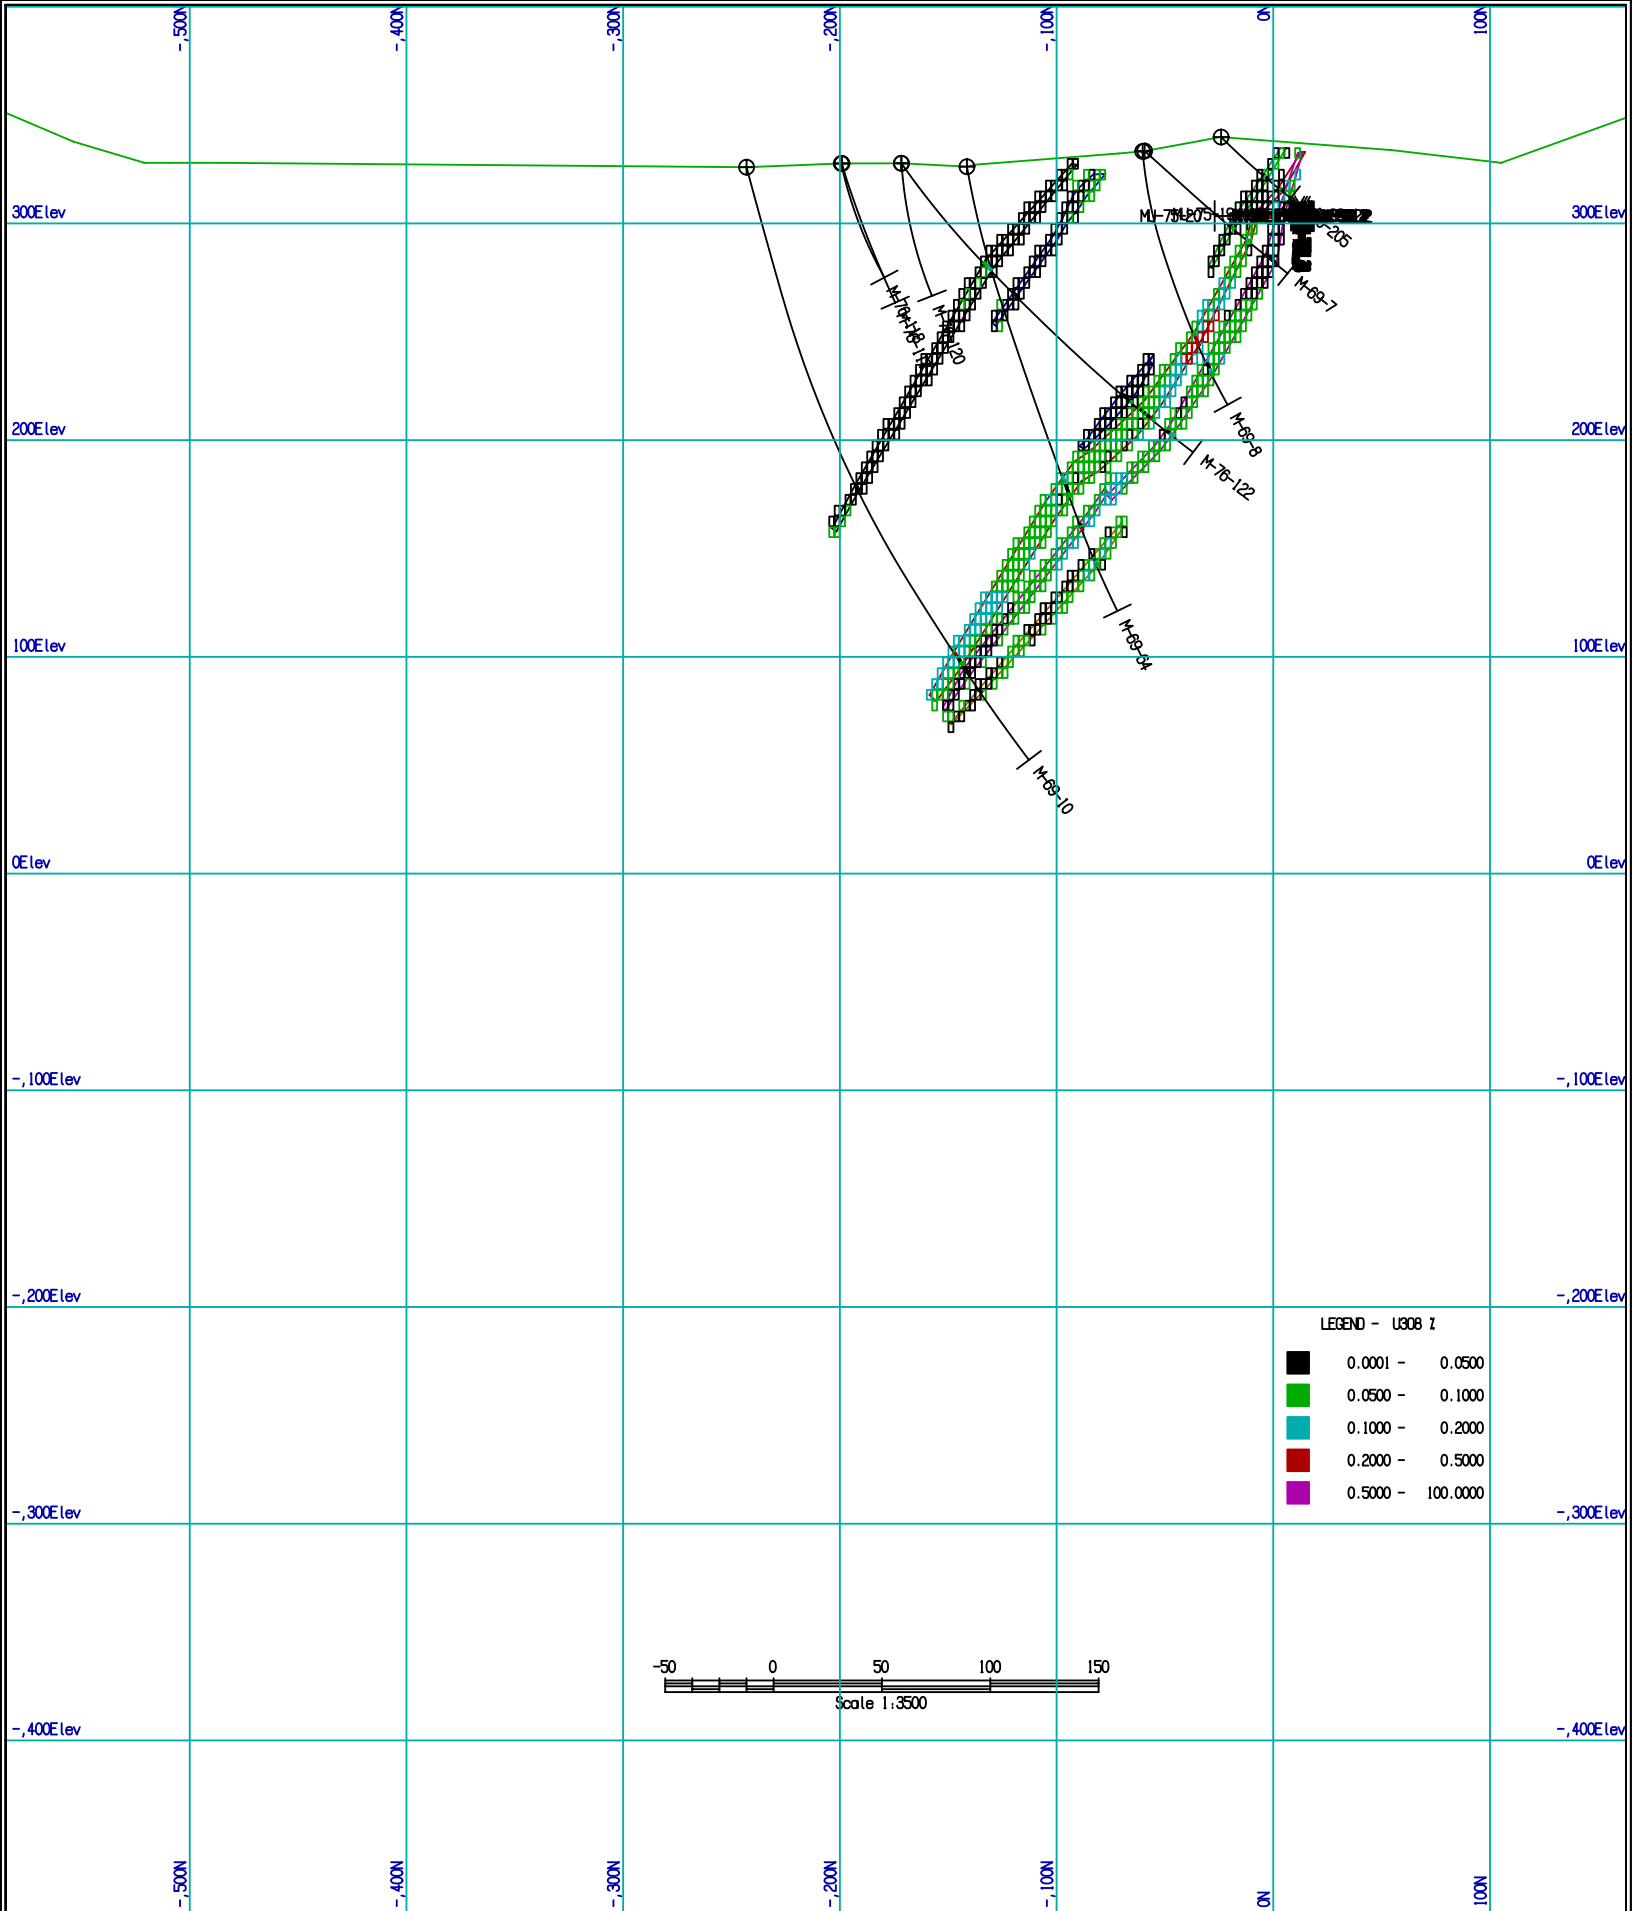 -,500N
-,400N
-,300N
-,200N
-,100N
0N
100N
300Elev
M-69-7
M-69-8
M-76-122
200Elev
200Elev
M-69-64
100Elev
100Elev
M-69-10
0Elev
0Elev
-,100Elev
-,100Elev
-,200Elev
-,200Elev
LEGEND - U3O8 %
0.0001 - 0.0500
0.0500 - 0.1000
0.1000 - 0.2000
0.2000 - 0.5000
0.5000 - 100.0000
-,300Elev
-,300Elev
-50 0 50 100 150
Scale 1:3500
-,400Elev
-,400Elev
-,500N
-,400N
-,300N
-,200N
-,100N
0N
100N
300Elev